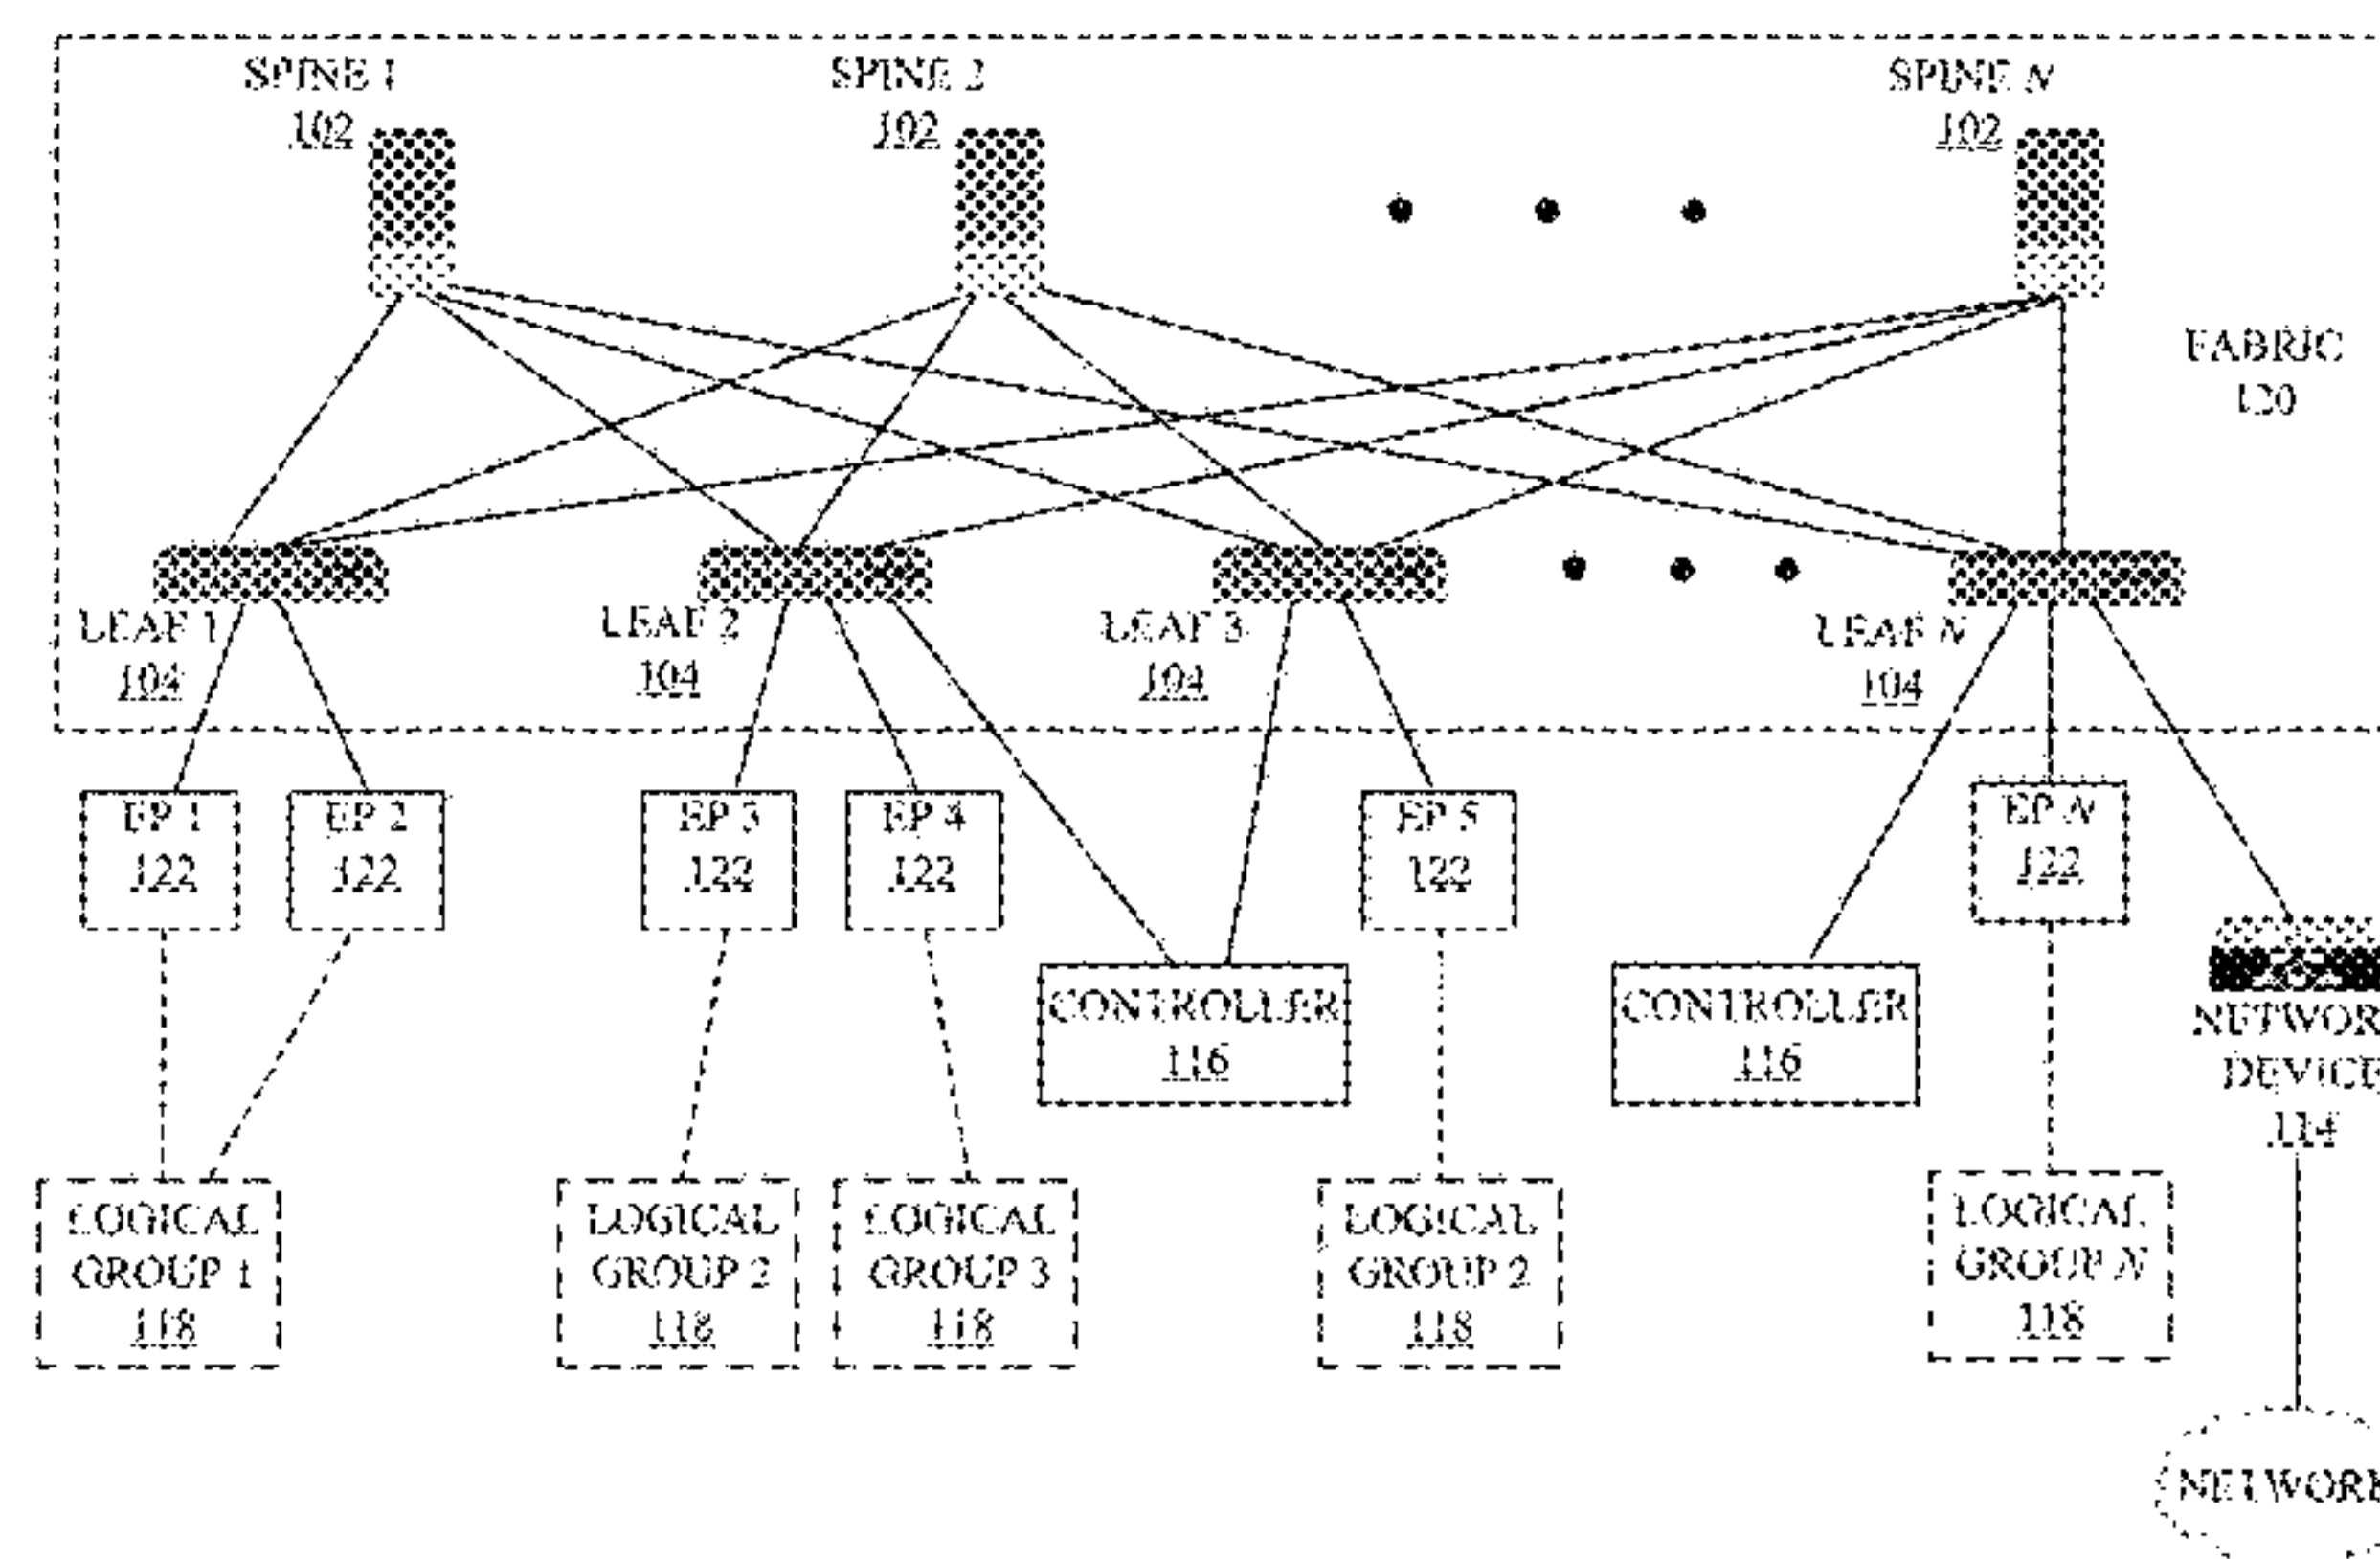 SPINE 1
102
SPINE 2
102
SPINE N
102
FABRIC
120
LEAF 1
104
LEAF 2
104
LEAF 3
104
LEAF N
104
EP 1
122
EP 2
122
EP 3
122
EP 4
122
EP 5
122
EP N
122
CONTROLLER
116
CONTROLLER
116
NETWOR
DEVICE
114
LOGICAL
GROUP 1
118
LOGICAL
GROUP 2
118
LOGICAL
GROUP 3
118
LOGICAL
GROUP 2
118
LOGICAL
GROUP N
118
NETWORK